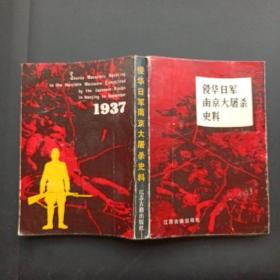 Source Materials Relating
to the Horrible Massacre Committed
by the Japanese Troops
in Nanjing in December
1937
侵华日军南京大屠杀史料
江苏古籍出版社
侵华日军
南京大屠杀
史料
江苏古籍出版社